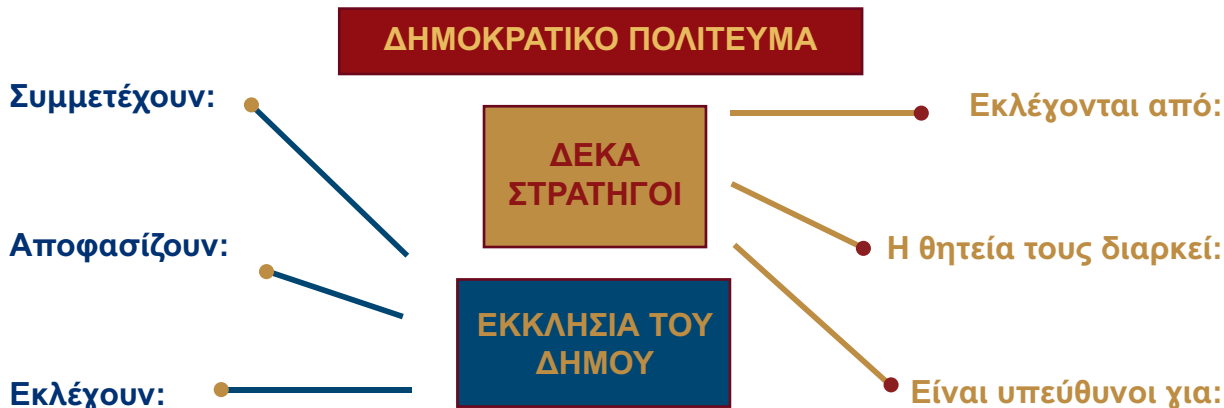 ΔΗΜΟΚΡΑΤΙΚΟ ΠΟΛΙΤΕΥΜΑ
Συμμετέχουν:
Αποφασίζουν:
Εκλέγουν:
ΔΕΚΑ
ΣΤΡΑΤΗΓΟΙ
ΕΚΚΛΗΣΙΑ ΤΟΥ
ΔΗΜΟΥ
Εκλέγονται από:
Η θητεία τους διαρκεί:
Είναι υπεύθυνοι για: